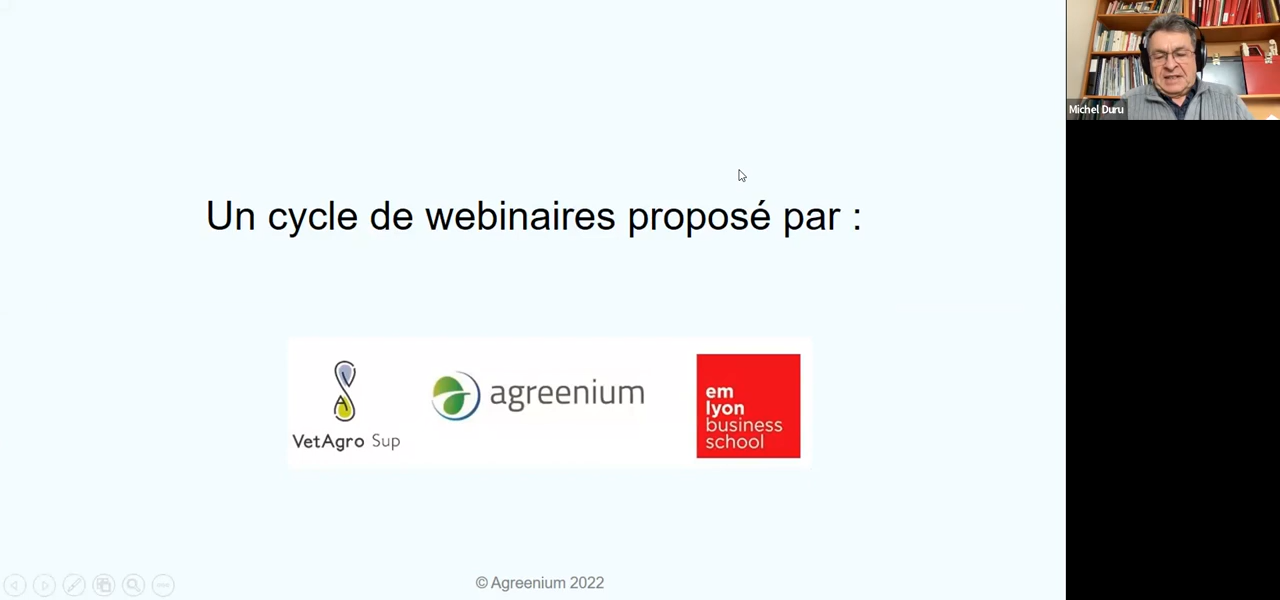 Un cycle de webinaires proposé par :
VetAgro Sup
agreenium
em
lyon
business
school
© Agreenium 2022
Michel Duru